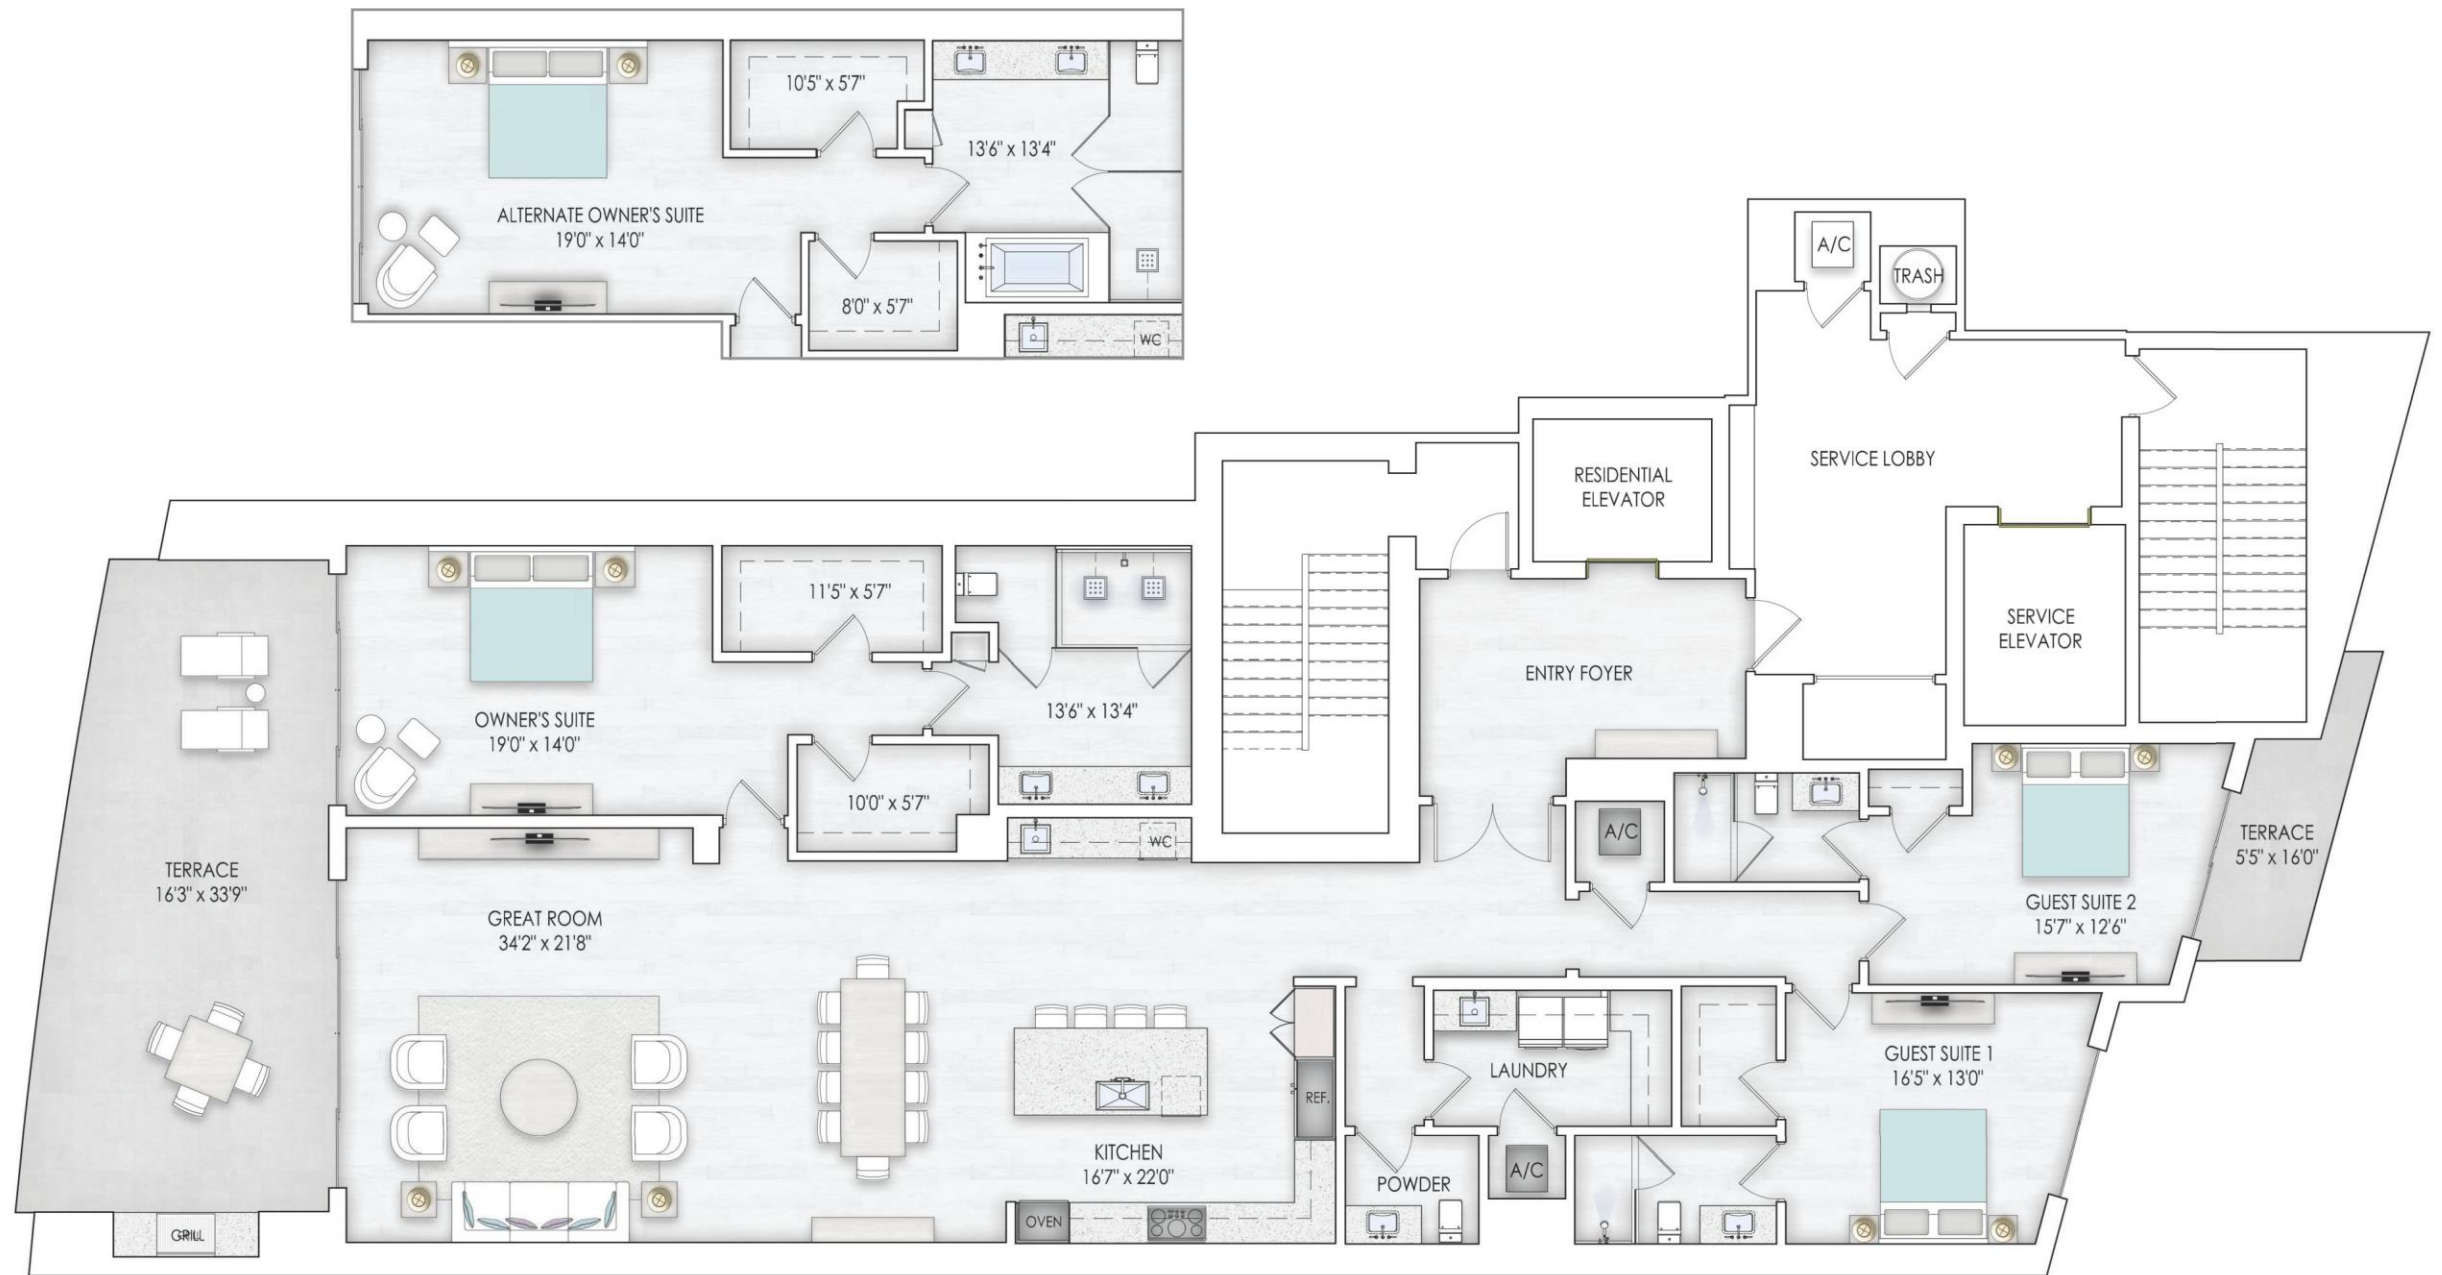 10'5" x 5'7"
13'6" x 13'4"
ALTERNATE OWNER'S SUITE
19'0" x 14'0"
8'0" x 5'7"
WC
A/C
TRASH
SERVICE LOBBY
RESIDENTIAL
ELEVATOR
SERVICE
ELEVATOR
ENTRY FOYER
11'5" x 5'7"
OWNER'S SUITE
19'0" x 14'0"
13'6" x 13'4"
10'0" x 5'7"
WC
A/C
TERRACE
16'3" x 33'9"
GREAT ROOM
34'2" x 21'8"
TERRACE
5'5" x 16'0"
GUEST SUITE 2
15'7" x 12'6"
GUEST SUITE 1
16'5" x 13'0"
LAUNDRY
REF.
KITCHEN
16'7" x 22'0"
POWDER
A/C
OVEN
GRILL